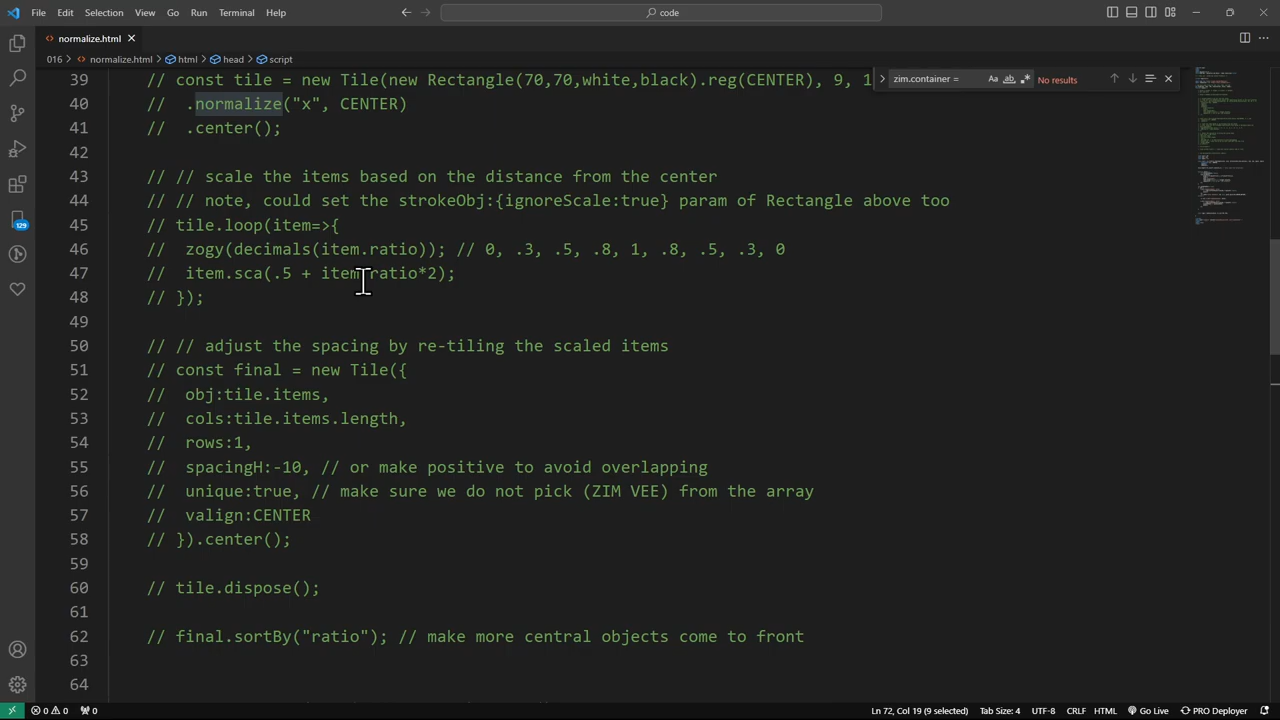 File Edit Selection View Go Run Terminal Help
code
normalize.html
016 > normalize.html > html > head > script
zim.container =
Aa ab .*
No results
39 // const tile = new Tile(new Rectangle(70,70,white,black).reg(CENTER), 9, 1
40 // .normalize("x", CENTER)
41 // .center();
42
43 // // scale the items based on the distance from the center
44 // // note, could set the strokeObj:{ignoreScale:true} param of Rectangle above too
45 // tile.loop(item=>{
46 // zogy(decimals(item.ratio)); // 0, .3, .5, .8, 1, .8, .5, .3, 0
47 // item.sca(.5 + item.ratio*2);
48 // });
49
50 // // adjust the spacing by re-tiling the scaled items
51 // const final = new Tile({
52 // obj:tile.items,
53 // cols:tile.items.length,
54 // rows:1,
55 // spacingH:-10, // or make positive to avoid overlapping
56 // unique:true, // make sure we do not pick (ZIM VEE) from the array
57 // valign:CENTER
58 // }).center();
59
60 // tile.dispose();
61
62 // final.sortBy("ratio"); // make more central objects come to front
63
64
129
0 0 0 Ln 72, Col 19 (9 selected) Tab Size: 4 UTF-8 CRLF HTML Go Live PRO Deployer